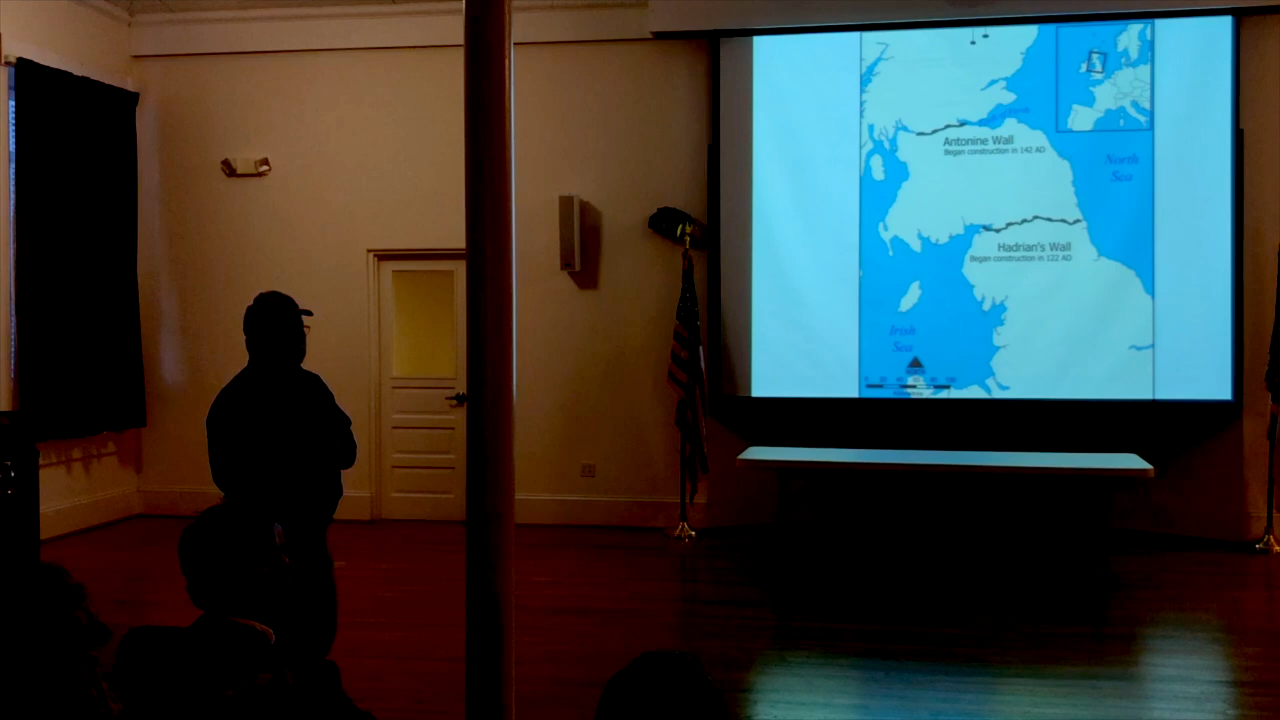 Antonine Wall
Began construction in 142 AD
North
Sea
Hadrian's Wall
Began construction in 122 AD
Irish
Sea